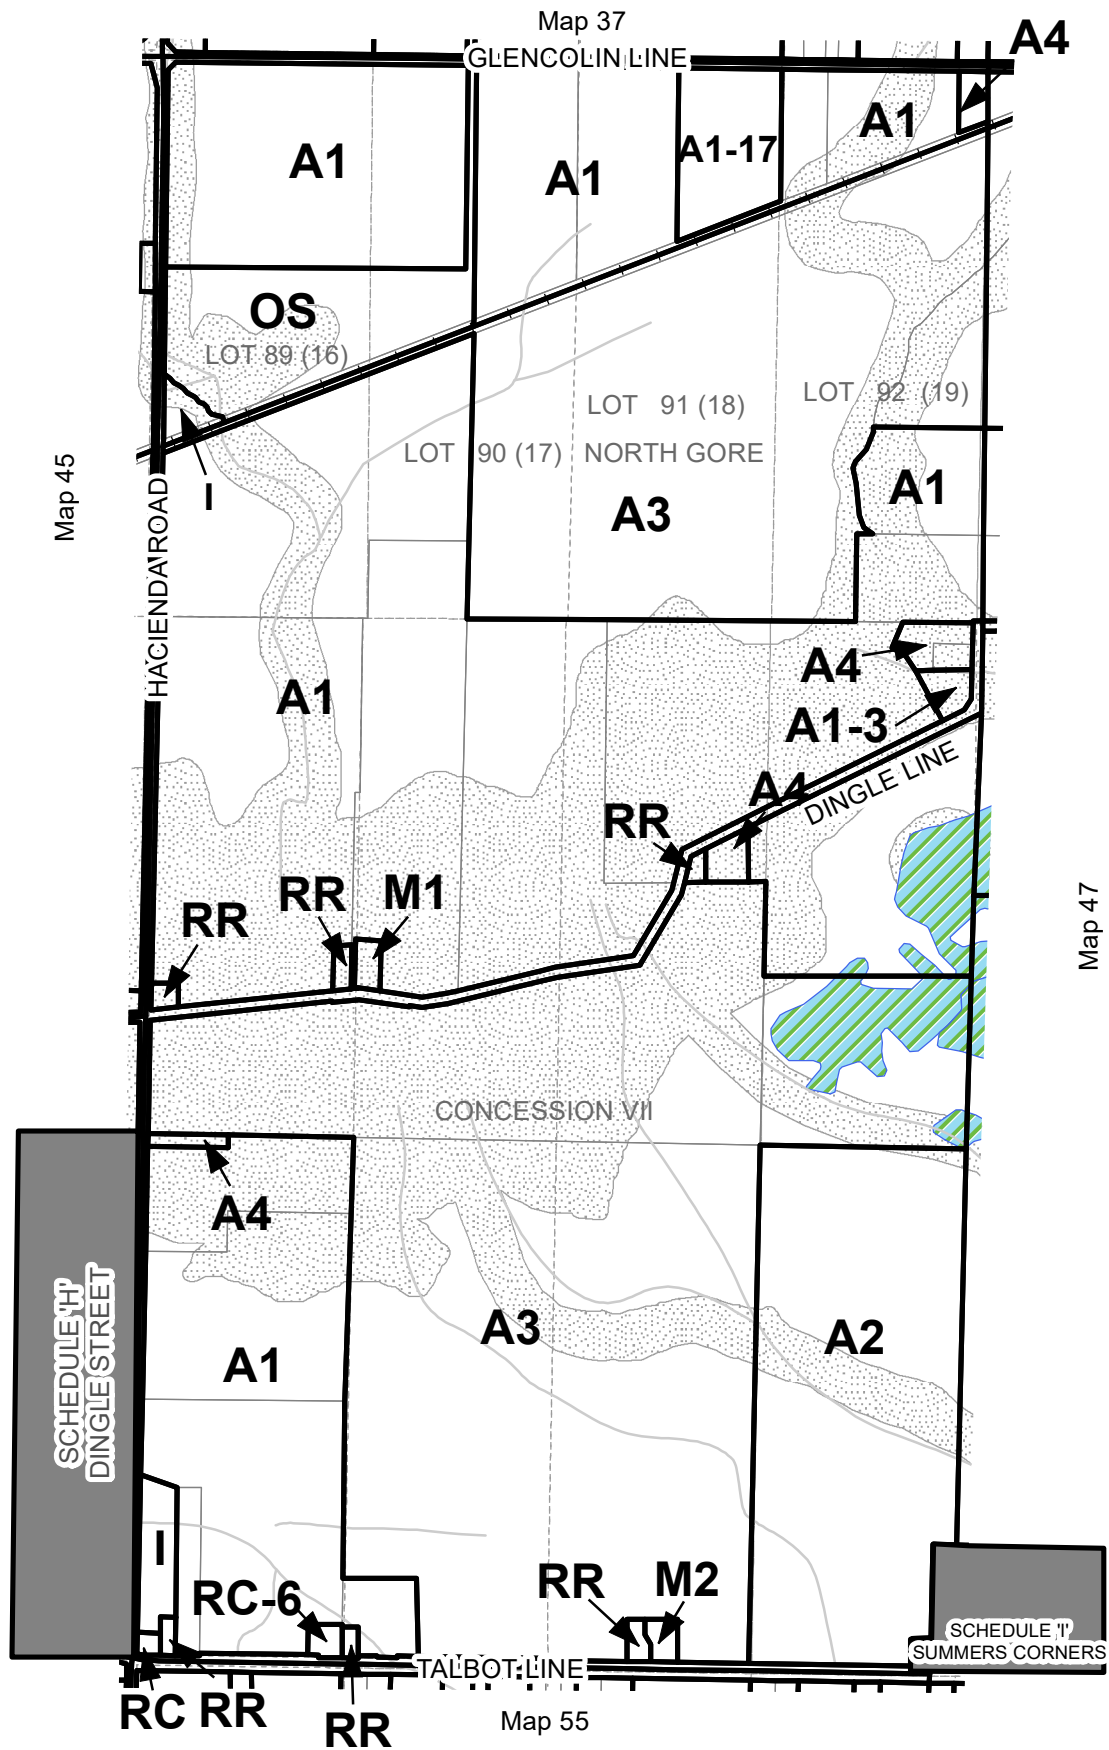 Map 37
A4
GLENCOLIN LINE
A1
A1
A1-17
A1
OS
LOT 89 (16)
LOT 91 (18)
LOT 92 (19)
LOT 90 (17) NORTH GORE
Map 45
I
A3
A1
HACIENDA ROAD
A4
A1
A1-3
DINGLE LINE
A4
RR
RR
M1
RR
Map 47
CONCESSION VII
A4
SCHEDULE 'H'
DINGLE STREET
A3
A2
A1
I
RC-6
RR
M2
SCHEDULE 'I'
SUMMERS CORNERS
TALBOT LINE
RC
RR
RR
Map 55